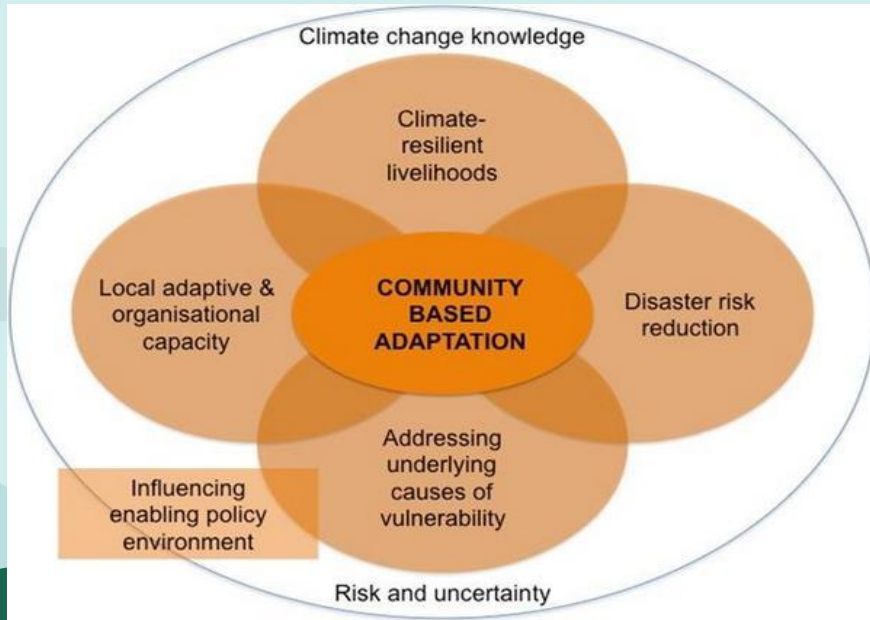 Climate change knowledge
Climate-
resilient
livelihoods
Local adaptive &
organisational
capacity
COMMUNITY
BASED
ADAPTATION
Disaster risk
reduction
Addressing
underlying
causes of
vulnerability
Influencing
enabling policy
environment
Risk and uncertainty